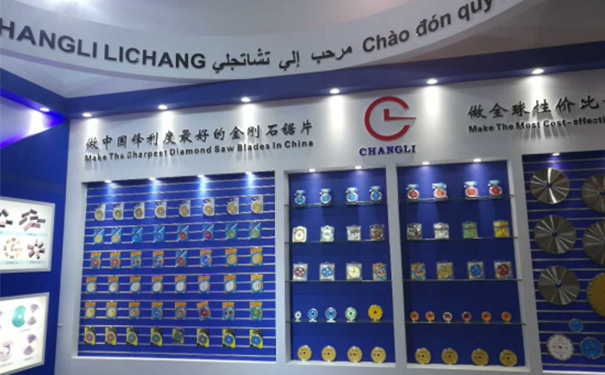 HANGLI LICHANG مرحب إلي تشاتجلي Chào đón quý
做中国锋利度最好的金刚石锯片
Make The Sharpest Diamond Saw Blades In China
CHANGLI
做全球性价比
Make The Most Cost-effecti